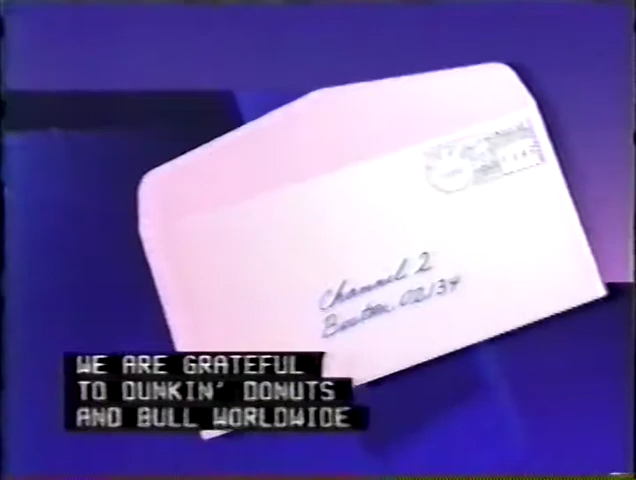 Channel 2
Boston 02134
WE ARE GRATEFUL
TO DUNKIN' DONUTS
AND BULL WORLDWIDE